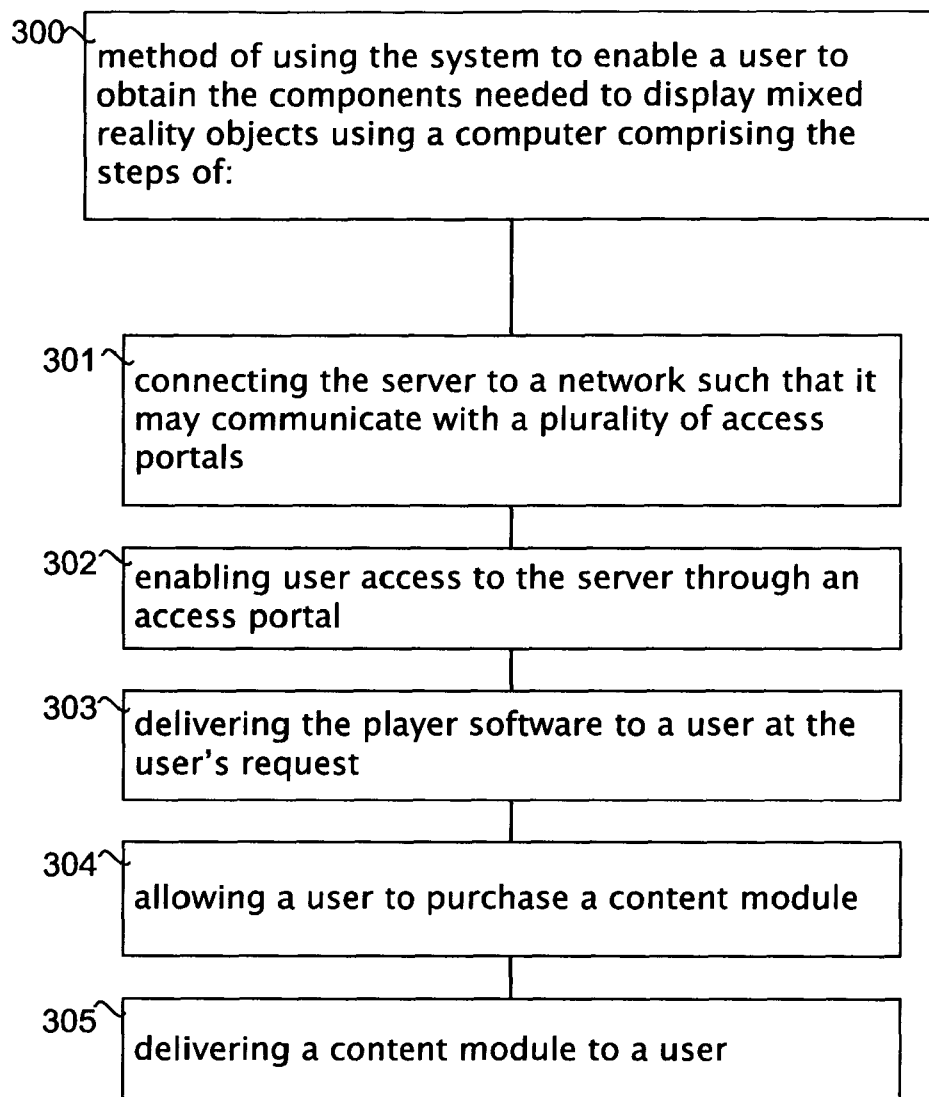 300
method of using the system to enable a user to
obtain the components needed to display mixed
reality objects using a computer comprising the
steps of:
301
connecting the server to a network such that it
may communicate with a plurality of access
portals
302
enabling user access to the server through an
access portal
303
delivering the player software to a user at the
user's request
304
allowing a user to purchase a content module
305
delivering a content module to a user